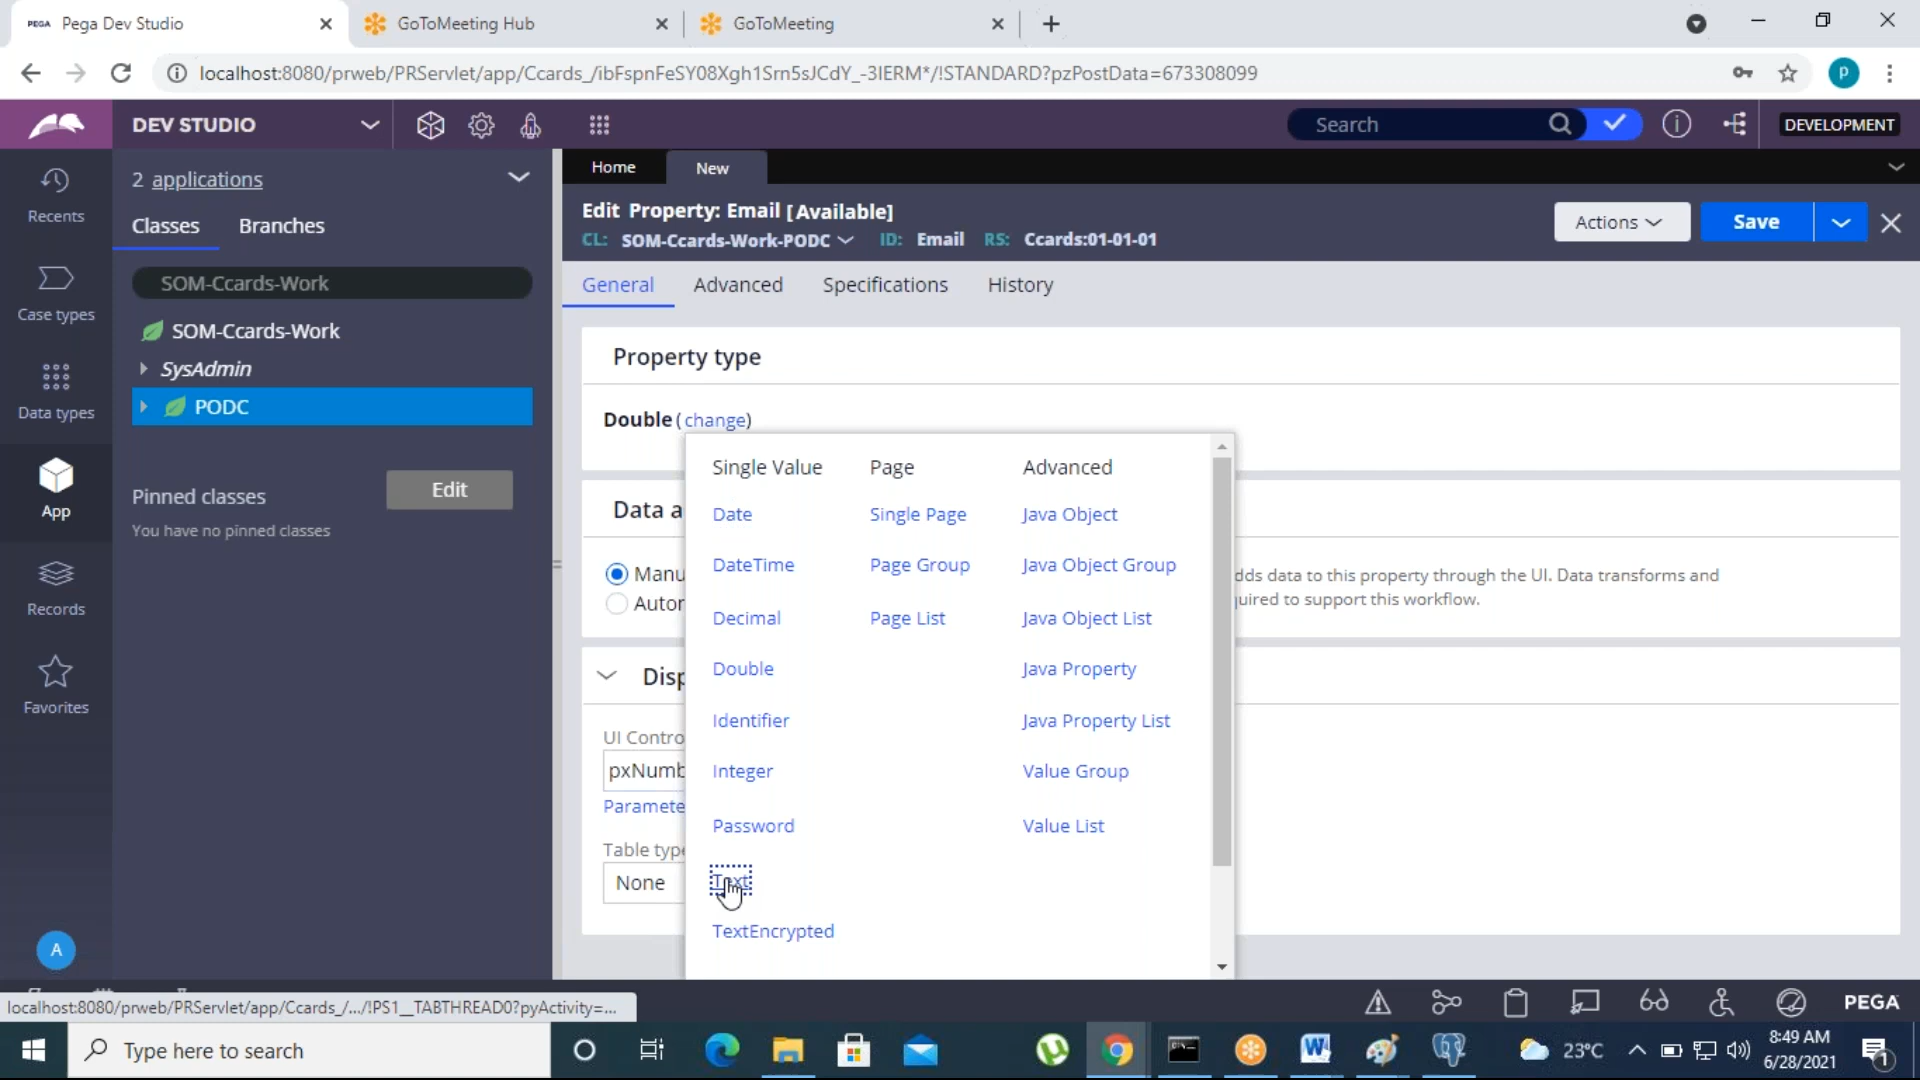 PEGA Pega Dev Studio
GoToMeeting Hub
GoToMeeting
localhost:8080/prweb/PRServlet/app/Ccards_/ibFspnFeSY08Xgh1Srn5sJCdY_-3IERM*/!STANDARD?pzPostData=673308099
P
DEV STUDIO
Search
DEVELOPMENT
Recents
Case types
Data types
App
Records
Favorites
A
2 applications
Classes Branches
SOM-Ccards-Work
SOM-Ccards-Work
SysAdmin
PODC
Pinned classes
Edit
You have no pinned classes
Home New
Edit Property: Email [Available]
CL: SOM-Ccards-Work-PODC ID: Email RS: Ccards:01-01-01
Actions Save
General Advanced Specifications History
Property type
Double (change)
Single Value Page Advanced
Date Single Page Java Object
DateTime Page Group Java Object Group
Decimal Page List Java Object List
Double Java Property
Identifier Java Property List
Integer Value Group
Password Value List
Text
TextEncrypted
Data a
Manu
Autor
dds data to this property through the UI. Data transforms and
uired to support this workflow.
Disp
UI Contro
pxNumb
Paramete
Table type
None
localhost:8080/prweb/PRServlet/app/Ccards_/.../!PS1__TABTHREAD0?pyActivity=...
PEGA
Type here to search
23°C
8:49 AM
6/28/2021
1